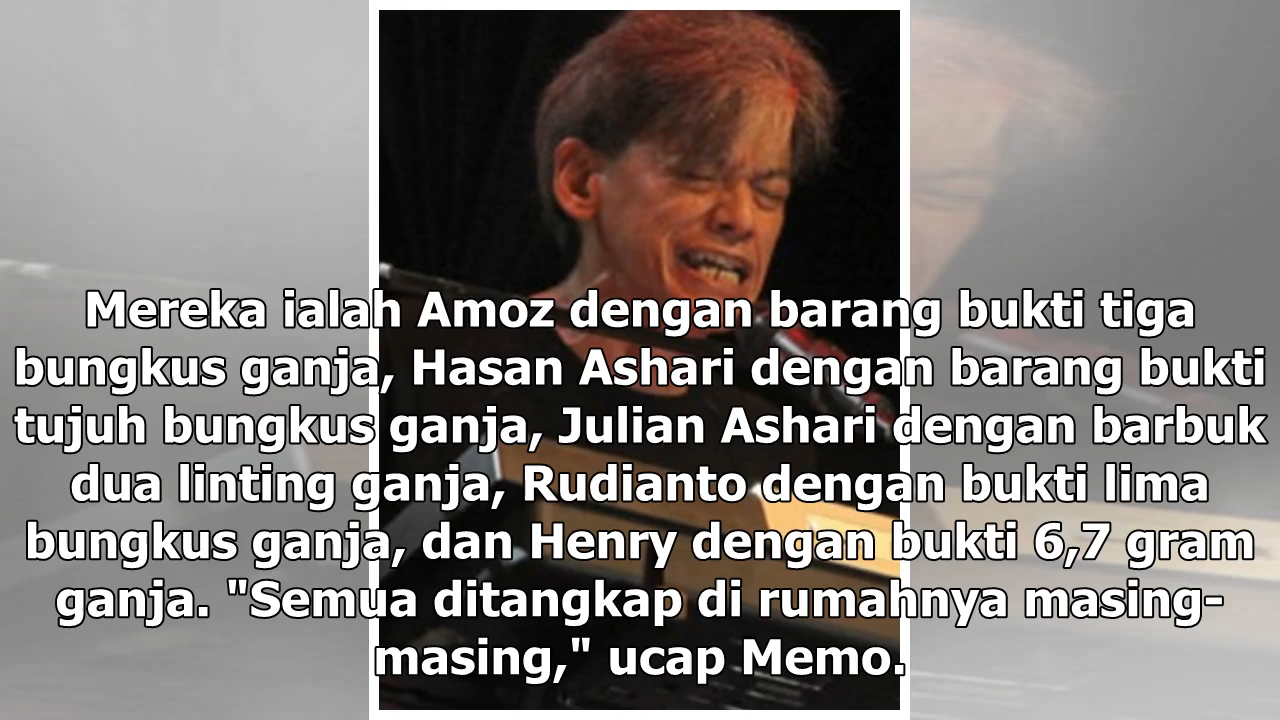 Mereka ialah Amoz dengan barang bukti tiga
bungkus ganja, Hasan Ashari dengan barang bukti
tujuh bungkus ganja, Julian Ashari dengan barbuk
dua linting ganja, Rudianto dengan bukti lima
bungkus ganja, dan Henry dengan bukti 6,7 gram
ganja. "Semua ditangkap di rumahnya masing-
masing," ucap Memo.